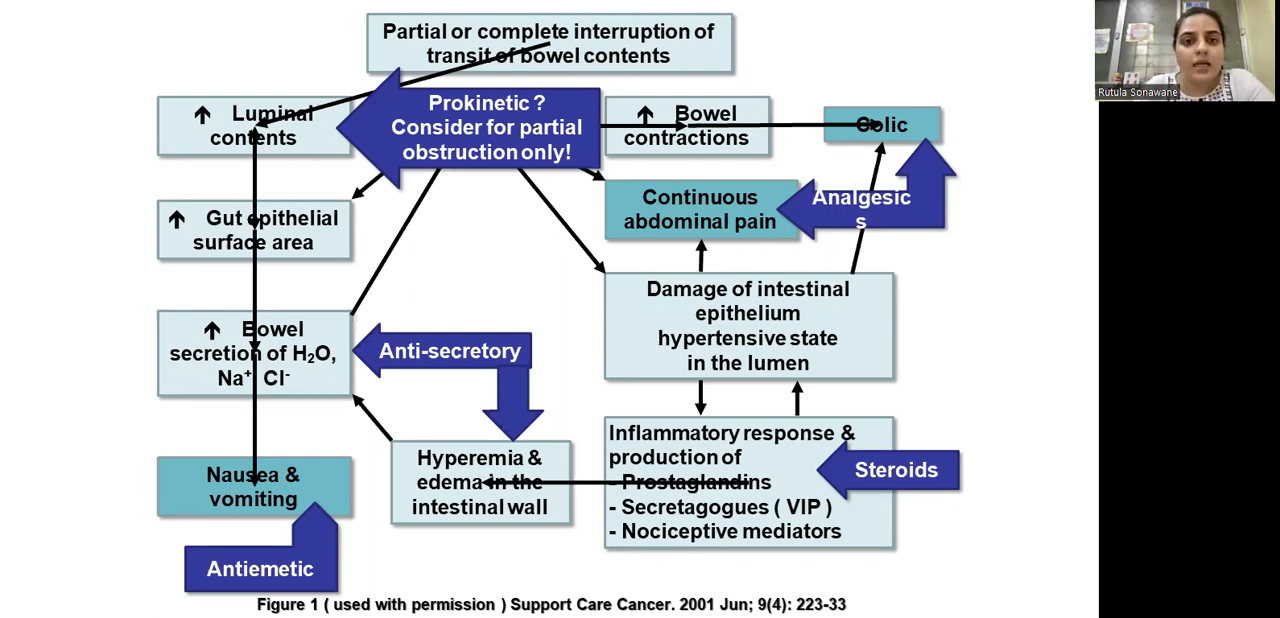 Partial or complete interruption of
transit of bowel contents
↑ Luminal
contents
Prokinetic ?
Consider for partial
obstruction only!
↑ Bowel
contractions
Colic
↑ Gut epithelial
surface area
Continuous
abdominal pain
Analgesic
s
Damage of intestinal
epithelium
hypertensive state
in the lumen
↑ Bowel
secretion of H₂O,
Na⁺ Cl⁻
Anti-secretory
Inflammatory response &
production of
- Prostaglandins
- Secretagogues ( VIP )
- Nociceptive mediators
Steroids
Hyperemia &
edema in the
intestinal wall
Nausea &
vomiting
Antiemetic
Figure 1 ( used with permission ) Support Care Cancer. 2001 Jun; 9(4): 223-33
Rutula Sonawane